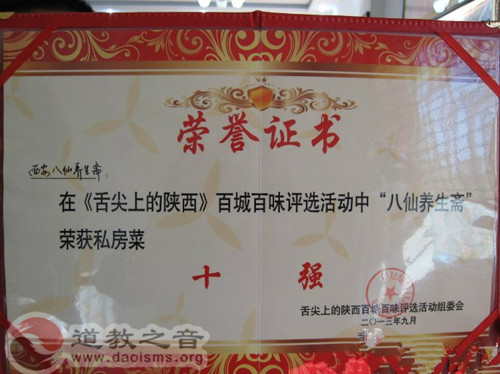 荣誉证书
西安八仙养生斋:
在《舌尖上的陕西》百城百味评选活动中“八仙养生斋”
荣获私房菜
十 强
舌尖上的陕西百城百味评选活动组委会
二〇一三年九月
道教之音
www.daoisms.org